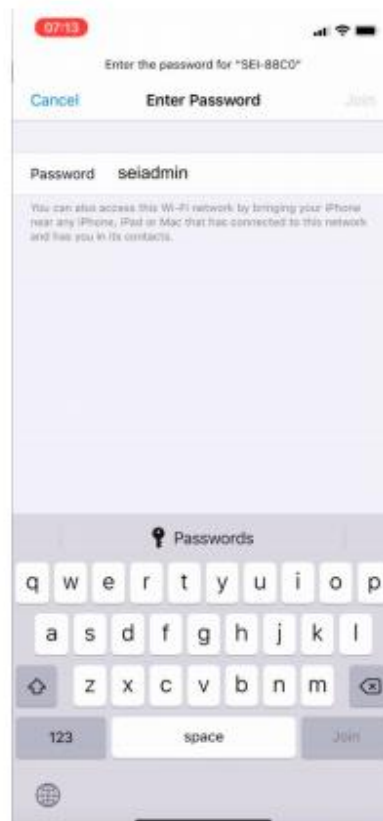 07:13
Enter the password for "SEI-88C0"
Cancel Enter Password Join
Password seiadmin
You can also access this Wi-Fi network by bringing your iPhone
near any iPhone, iPad or Mac that has connected to this network
and has you in its contacts.
Passwords
q w e r t y u i o p
a s d f g h j k l
z x c v b n m
123 space Join